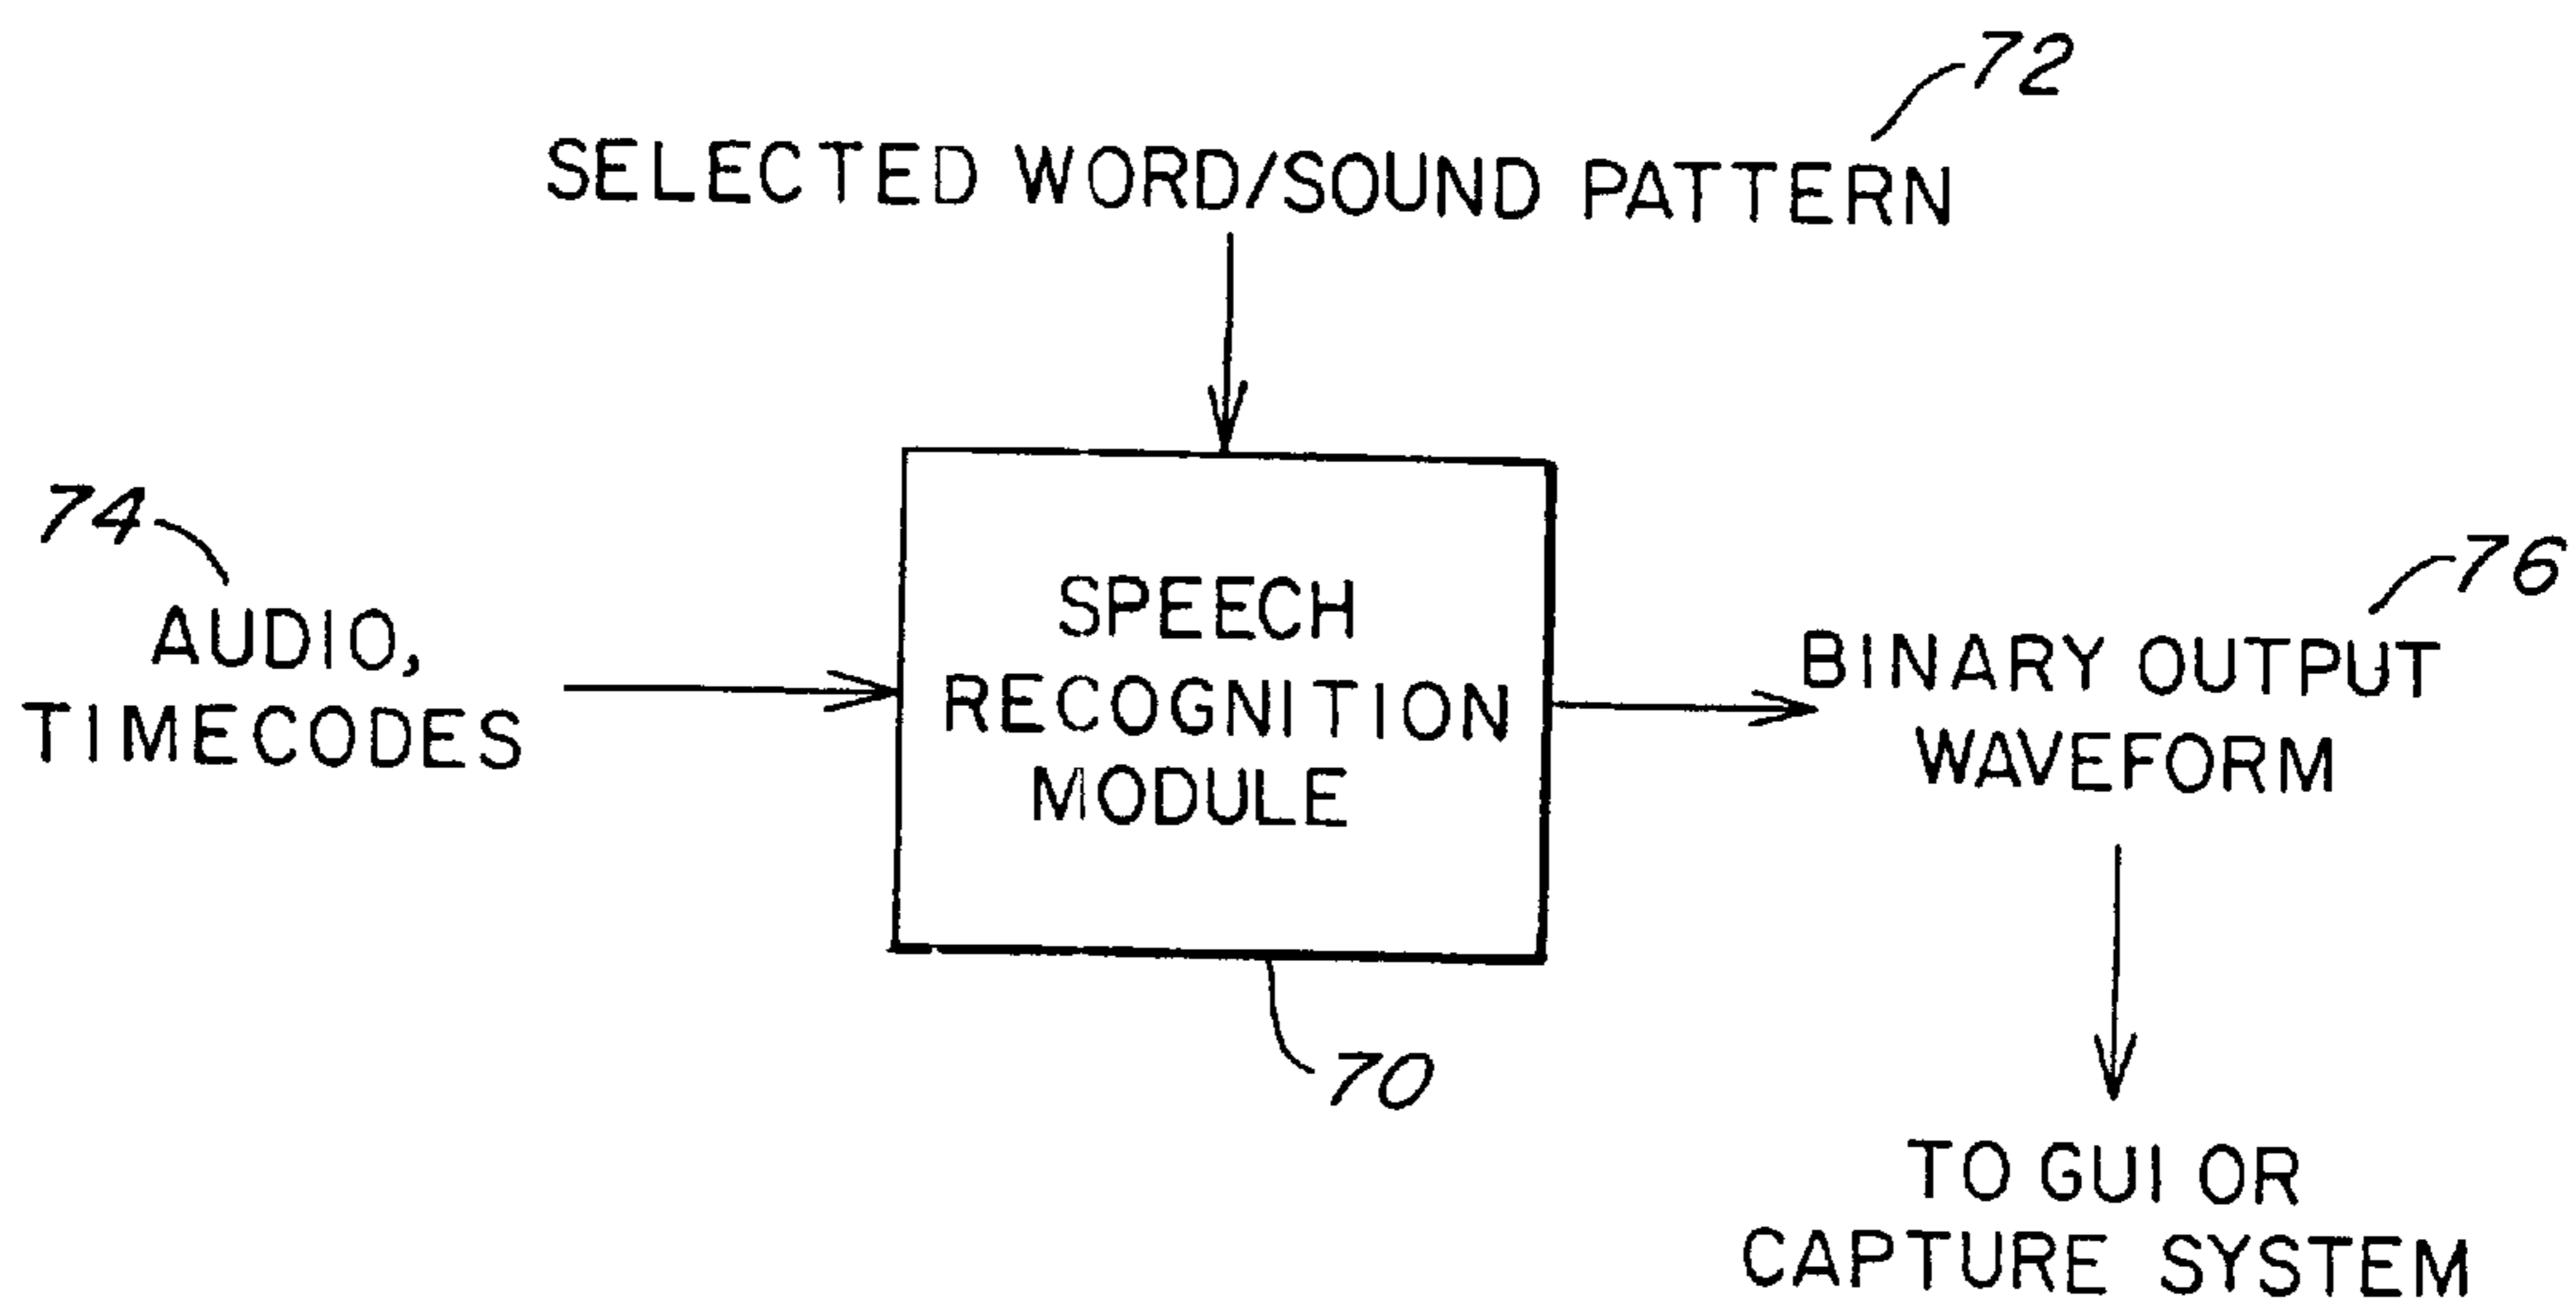 72
SELECTED WORD/SOUND PATTERN
74
AUDIO,
TIMECODES
SPEECH
RECOGNITION
MODULE
70
76
BINARY OUTPUT
WAVEFORM
TO GUI OR
CAPTURE SYSTEM